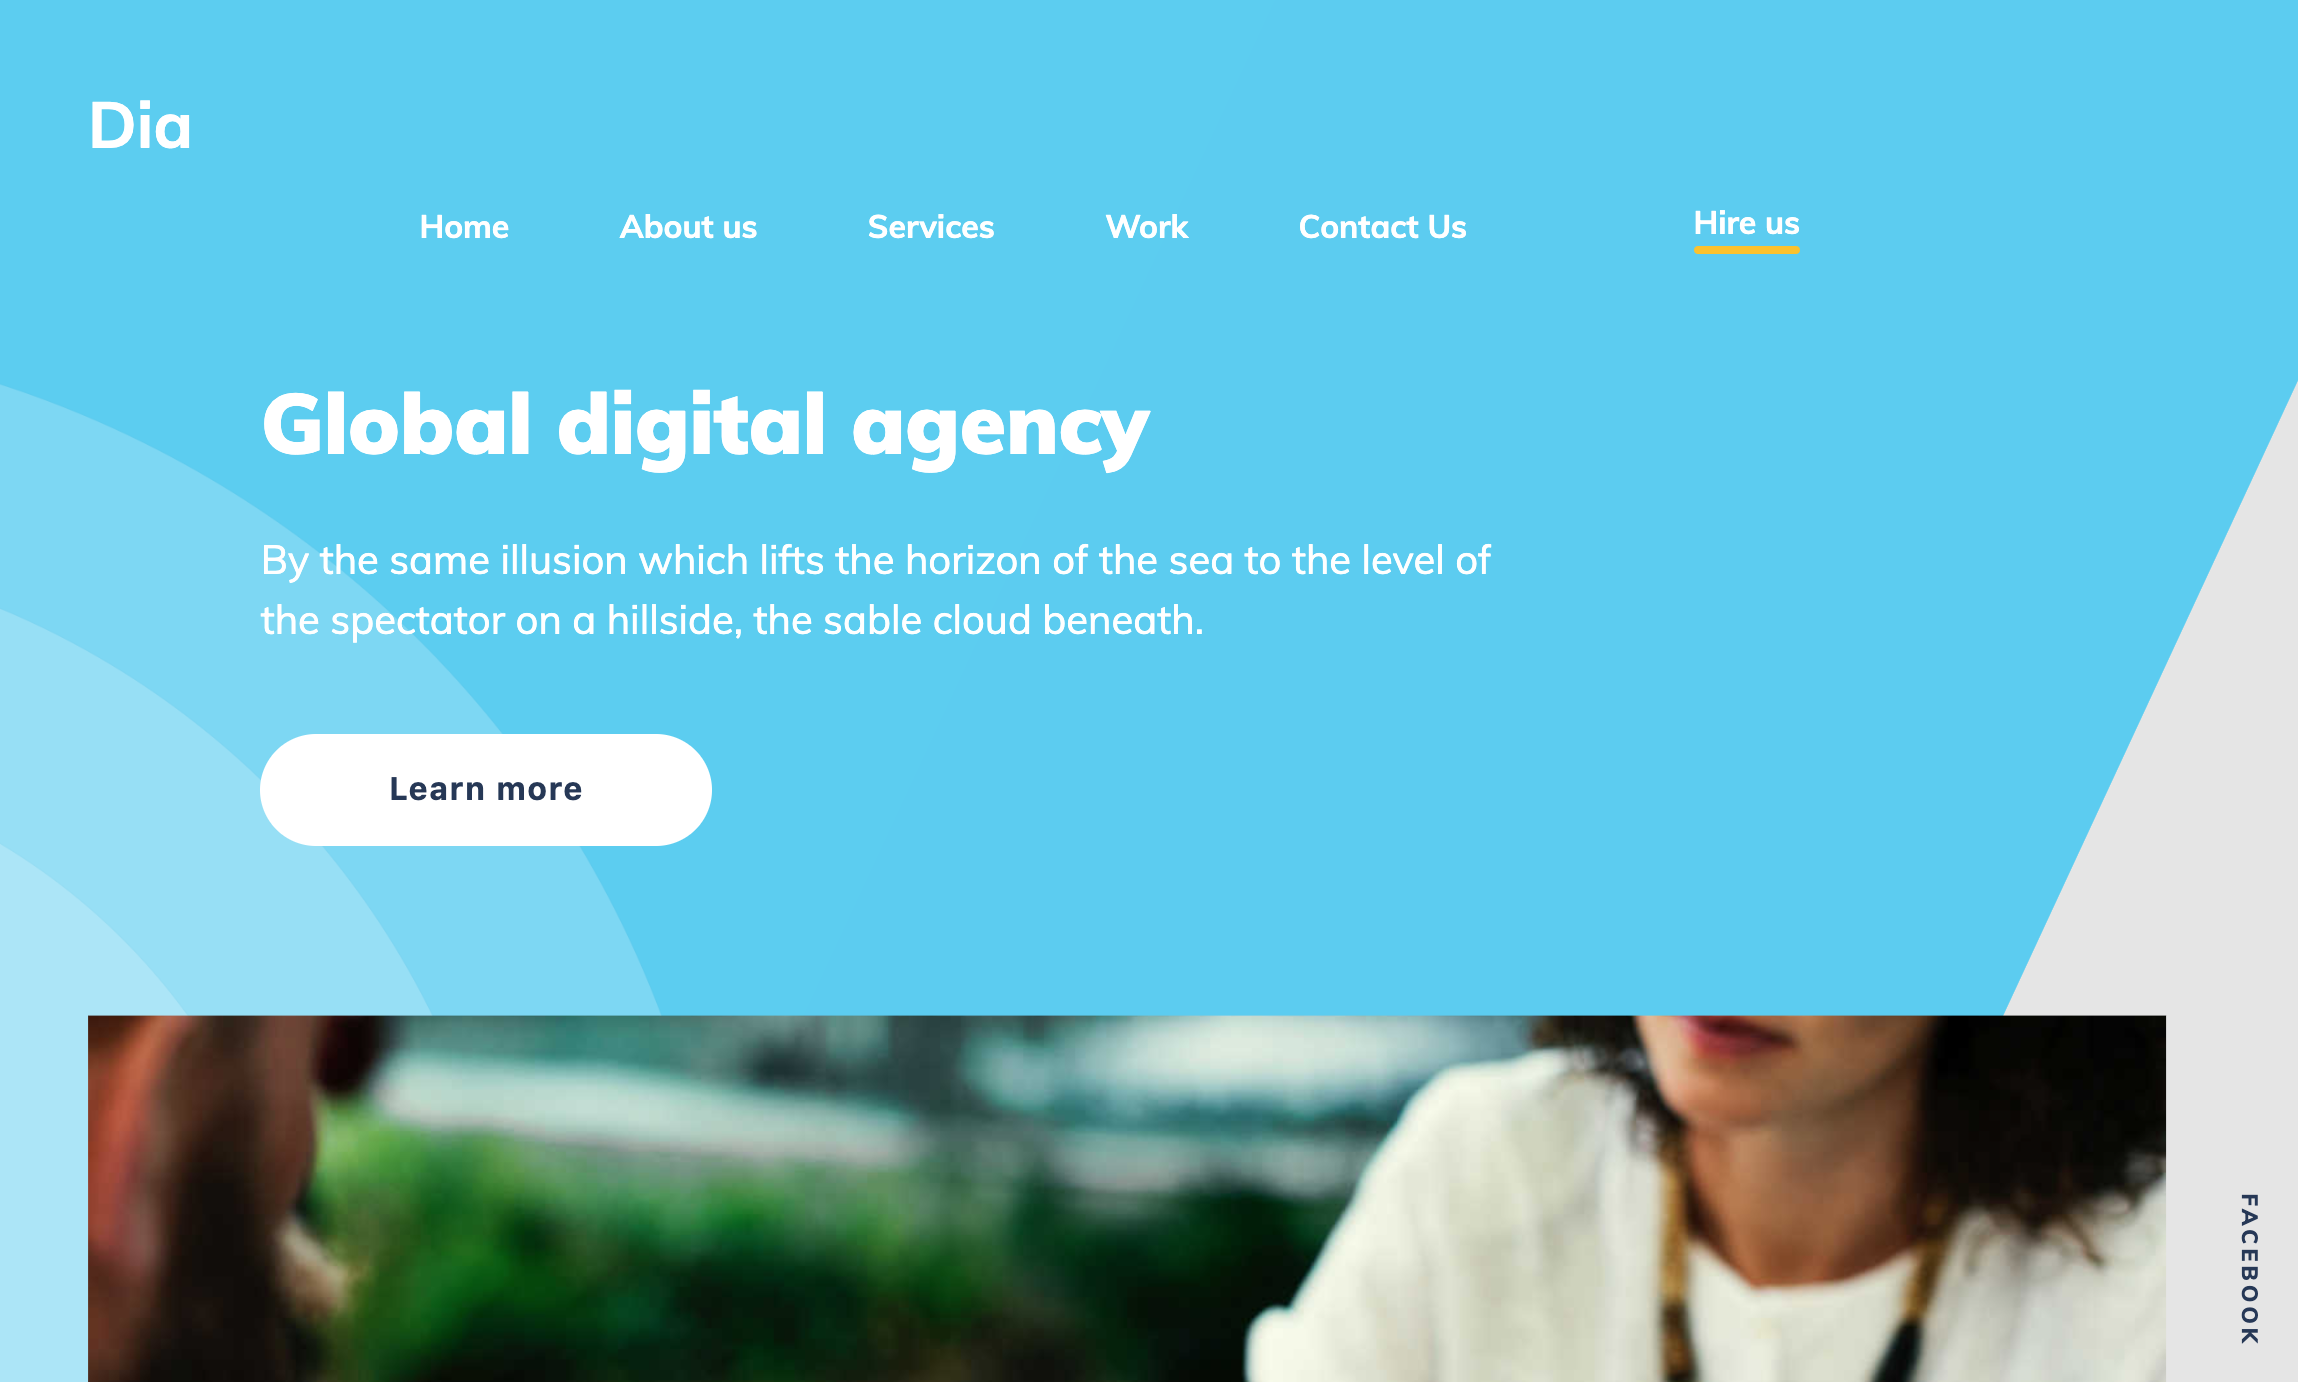 Dia
Home About us Services Work Contact Us Hire us
Global digital agency
By the same illusion which lifts the horizon of the sea to the level of
the spectator on a hillside, the sable cloud beneath.
Learn more
FACEBOOK